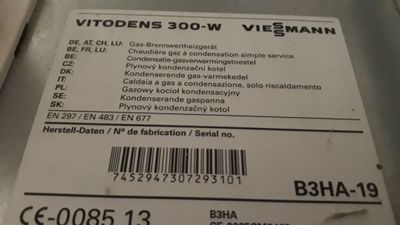 VITODENS 300-W VIESMANN
DE, AT, CH, LU: Gas-Brennwertheizgerät
BE, FR, LU: Chaudière gaz à condensation simple service
BE: Condensatie-gasverwarmingstoestel
CZ: Plynový kondenzační kotel
DK: Kondenserende gas-varmskedel
IT: Caldaia a gas a condensazione, solo riscaldamento
PL: Gazowy kocioł kondensacyjny
SE: Kondenserande gaspanna
SK: Plynový kondenzačný kotol
EN 297 / EN 483 / EN 677
Herstell-Daten / Nº de fabrication / Serial no.
7452947307293101
B3HA-19
CE-0085 13
B3HA